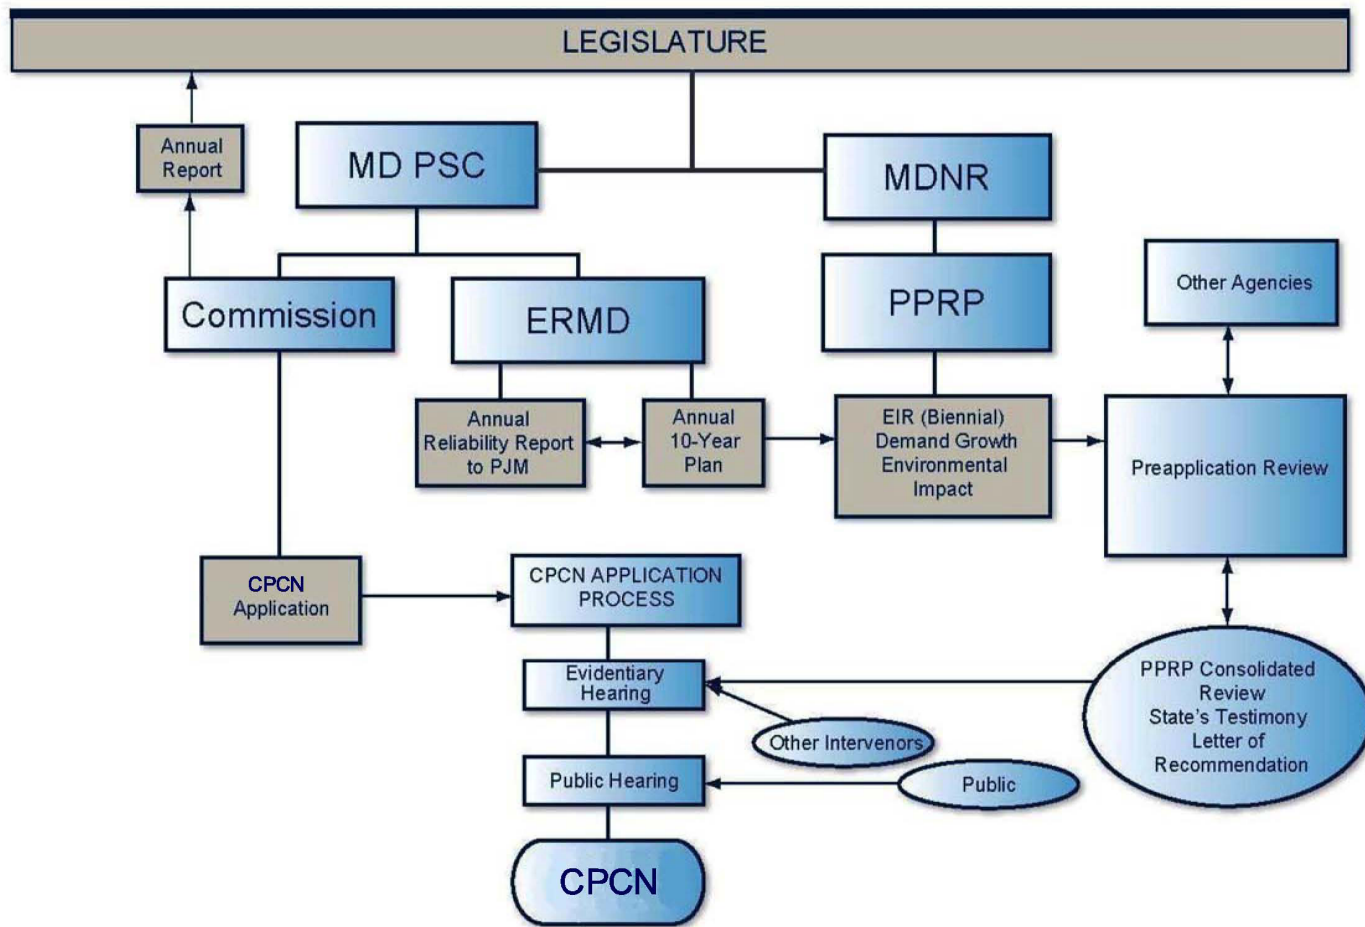 LEGISLATURE
Annual
Report
MD PSC
MDNR
Commission
ERMD
PPRP
Other Agencies
Annual
Reliability Report
to PJM
Annual
10-Year
Plan
EIR (Biennial)
Demand Growth
Environmental
Impact
Preapplication Review
CPCN
Application
CPCN APPLICATION
PROCESS
Evidentiary
Hearing
Other Intervenors
PPRP Consolidated
Review
State's Testimony
Letter of
Recommendation
Public Hearing
Public
CPCN